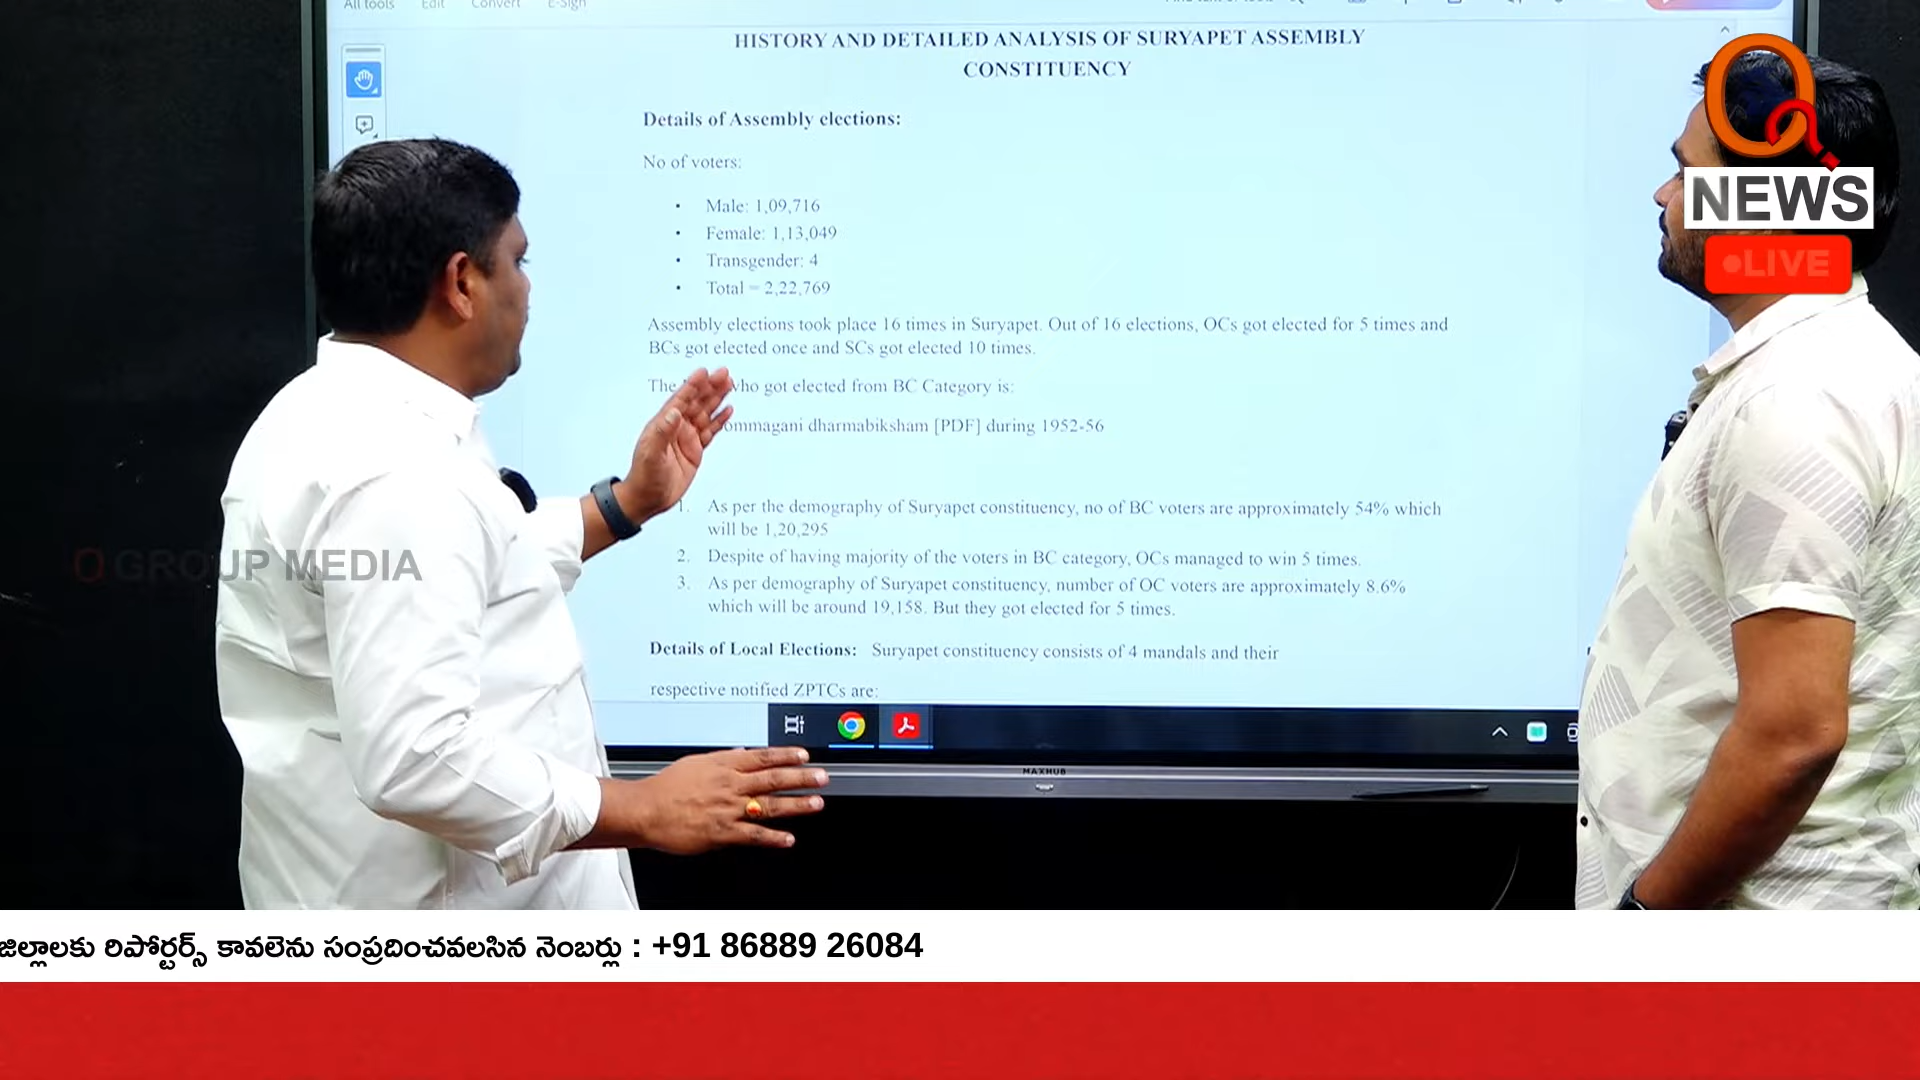 All tools Edit Convert E-Sign
HISTORY AND DETAILED ANALYSIS OF SURYAPET ASSEMBLY
CONSTITUENCY
Details of Assembly elections:
No of voters:
• Male: 1,09,716
• Female: 1,13,049
• Transgender: 4
• Total = 2,22,769
Assembly elections took place 16 times in Suryapet. Out of 16 elections, OCs got elected for 5 times and
BCs got elected once and SCs got elected 10 times.
The who got elected from BC Category is:
ommagani dharmabiksham [PDF] during 1952-56
1. As per the demography of Suryapet constituency, no of BC voters are approximately 54% which
will be 1,20,295
2. Despite of having majority of the voters in BC category, OCs managed to win 5 times.
3. As per demography of Suryapet constituency, number of OC voters are approximately 8.6%
which will be around 19,158. But they got elected for 5 times.
Details of Local Elections: Suryapet constituency consists of 4 mandals and their
respective notified ZPTCs are:
MAXHUB
Q
NEWS
LIVE
Q GROUP MEDIA
జిల్లాలకు రిపోర్టర్స్ కావలెను సంప్రదించవలసిన నెంబర్లు : +91 86889 26084